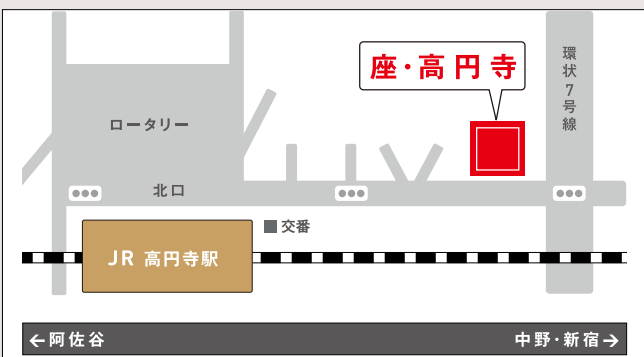 座・高円寺
環状7号線
ロータリー
北口
交番
JR 高円寺駅
←阿佐谷
中野・新宿→